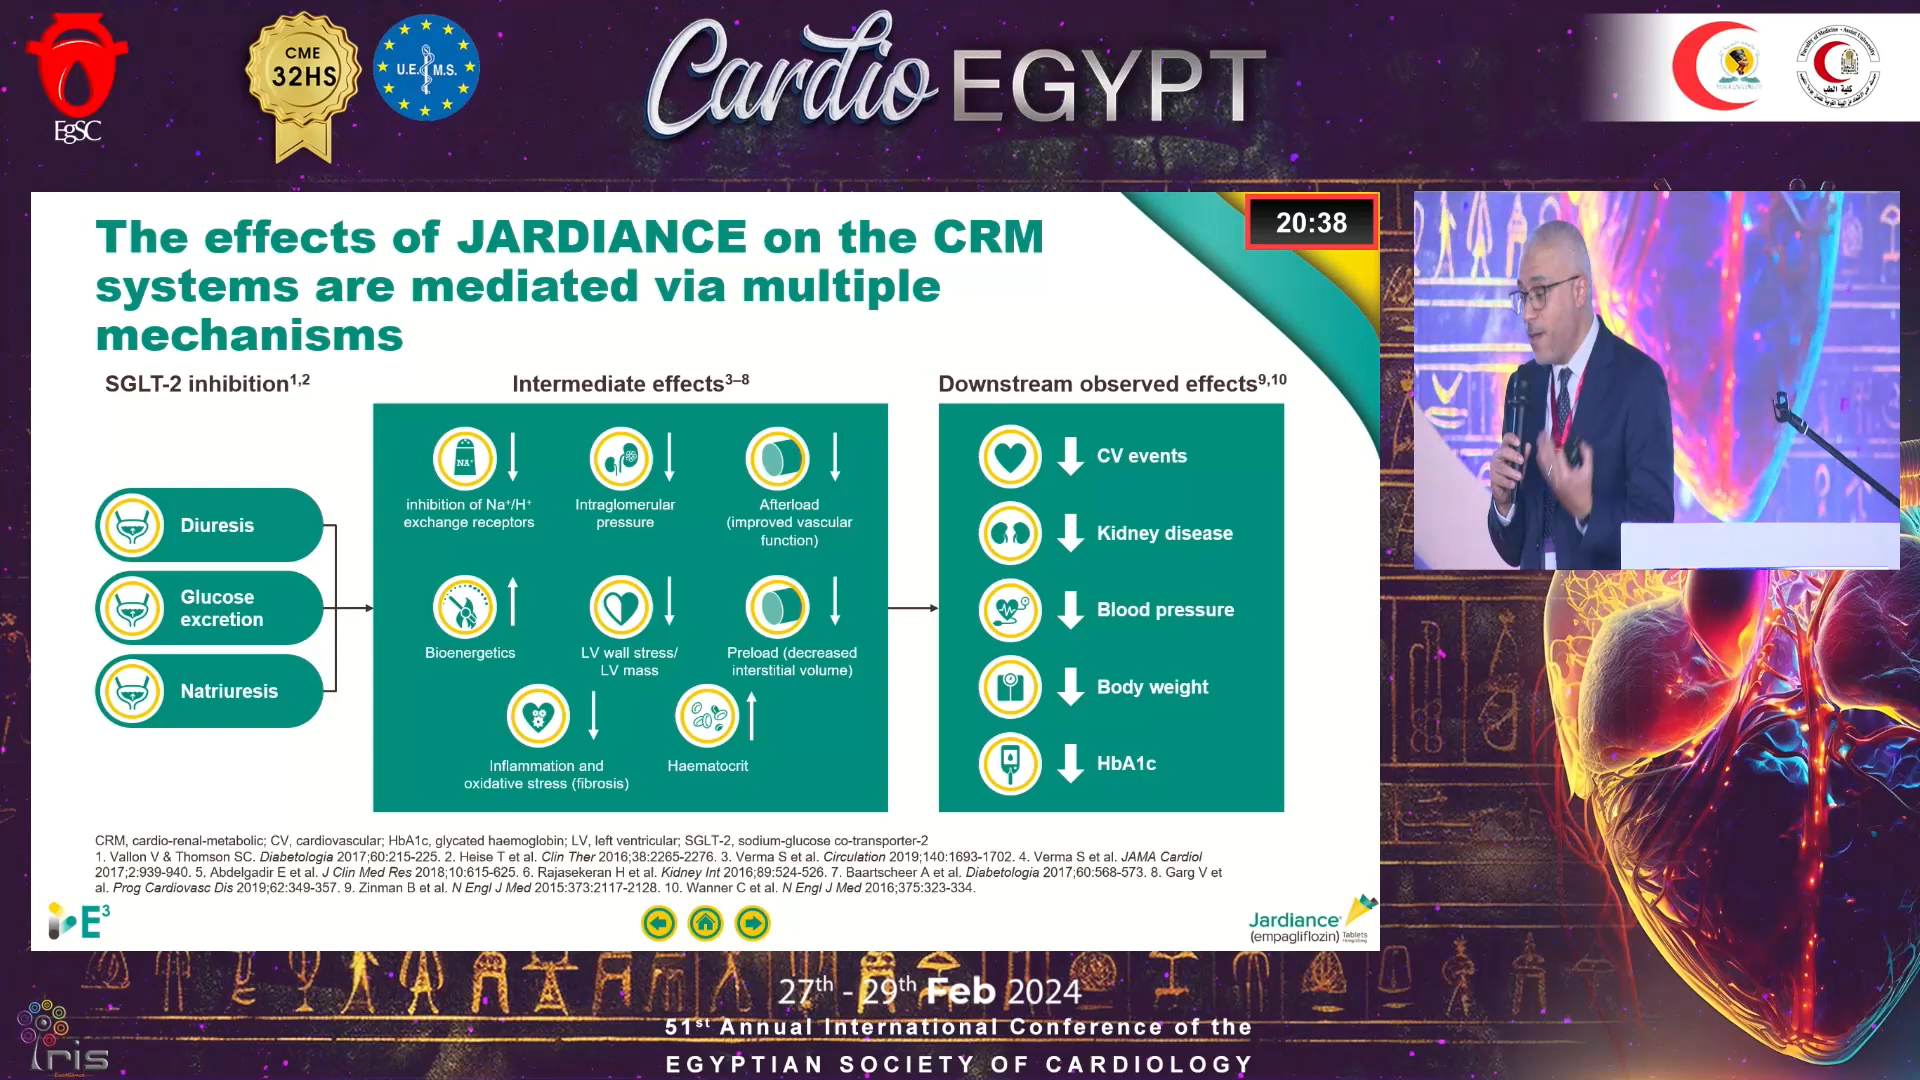 EgSC
CME
32HS
U.E.M.S.
Cardio EGYPT
كلية الطب
The effects of JARDIANCE on the CRM
systems are mediated via multiple
mechanisms
20:38
SGLT-2 inhibition1,2
Intermediate effects3–8
Downstream observed effects9,10
Diuresis
Glucose
excretion
Natriuresis
NA+
inhibition of Na+/H+
exchange receptors
Intraglomerular
pressure
Afterload
(improved vascular
function)
Bioenergetics
LV wall stress/
LV mass
Preload (decreased
interstitial volume)
Inflammation and
oxidative stress (fibrosis)
Haematocrit
CV events
Kidney disease
Blood pressure
Body weight
HbA1c
CRM, cardio-renal-metabolic; CV, cardiovascular; HbA1c, glycated haemoglobin; LV, left ventricular; SGLT-2, sodium-glucose co-transporter-2
1. Vallon V & Thomson SC. Diabetologia 2017;60:215-225. 2. Heise T et al. Clin Ther 2016;38:2265-2276. 3. Verma S et al. Circulation 2019;140:1693-1702. 4. Verma S et al. JAMA Cardiol
2017;2:939-940. 5. Abdelgadir E et al. J Clin Med Res 2018;10:615-625. 6. Rajasekeran H et al. Kidney Int 2016;89:524-526. 7. Baartscheer A et al. Diabetologia 2017;60:568-573. 8. Garg V et
al. Prog Cardiovasc Dis 2019;62:349-357. 9. Zinman B et al. N Engl J Med 2015:373:2117-2128. 10. Wanner C et al. N Engl J Med 2016;375:323-334.
E3
Jardiance
(empagliflozin) Tablets
27th - 29th Feb 2024
51st Annual International Conference of the
EGYPTIAN SOCIETY OF CARDIOLOGY
Iris